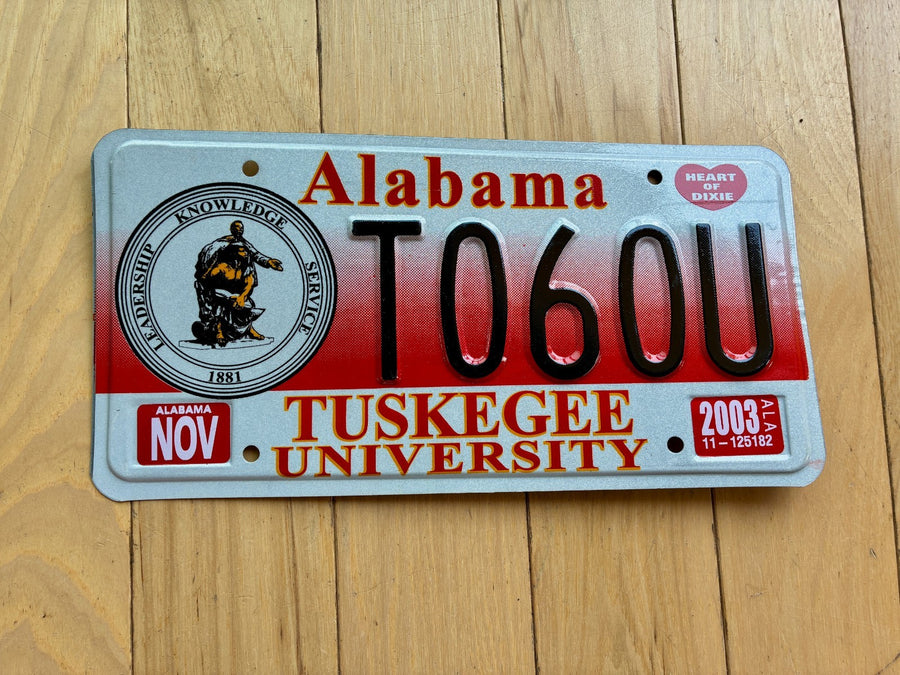 Alabama
HEART
OF
DIXIE
LEADERSHIP KNOWLEDGE SERVICE
1881
T060U
ALABAMA
NOV
TUSKEGEE
UNIVERSITY
2003 ALA
11-125182